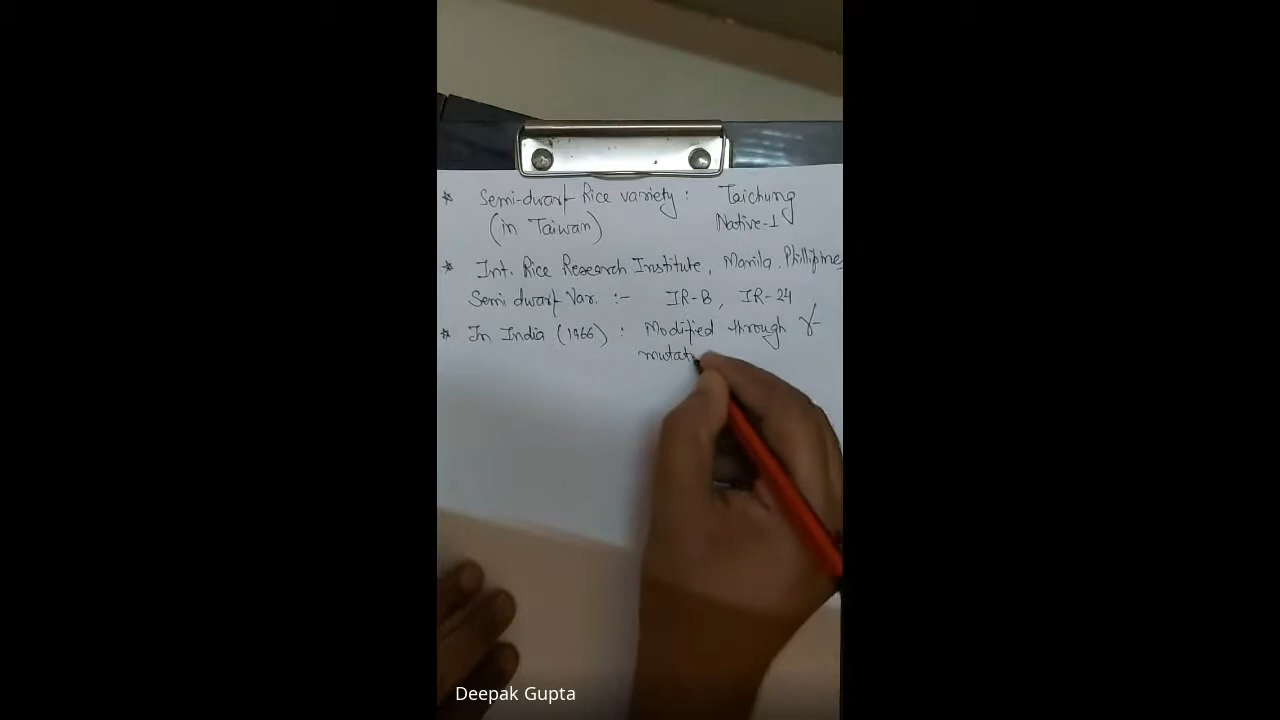 * Semi-dwarf Rice variety : Taichung
(in Taiwan) Native-1
* Int. Rice Research Institute, Manila. Phillipines
Semi dwarf Var. :- IR-8, IR-24
* In India (1966) : Modified through γ-
mutat
Deepak Gupta